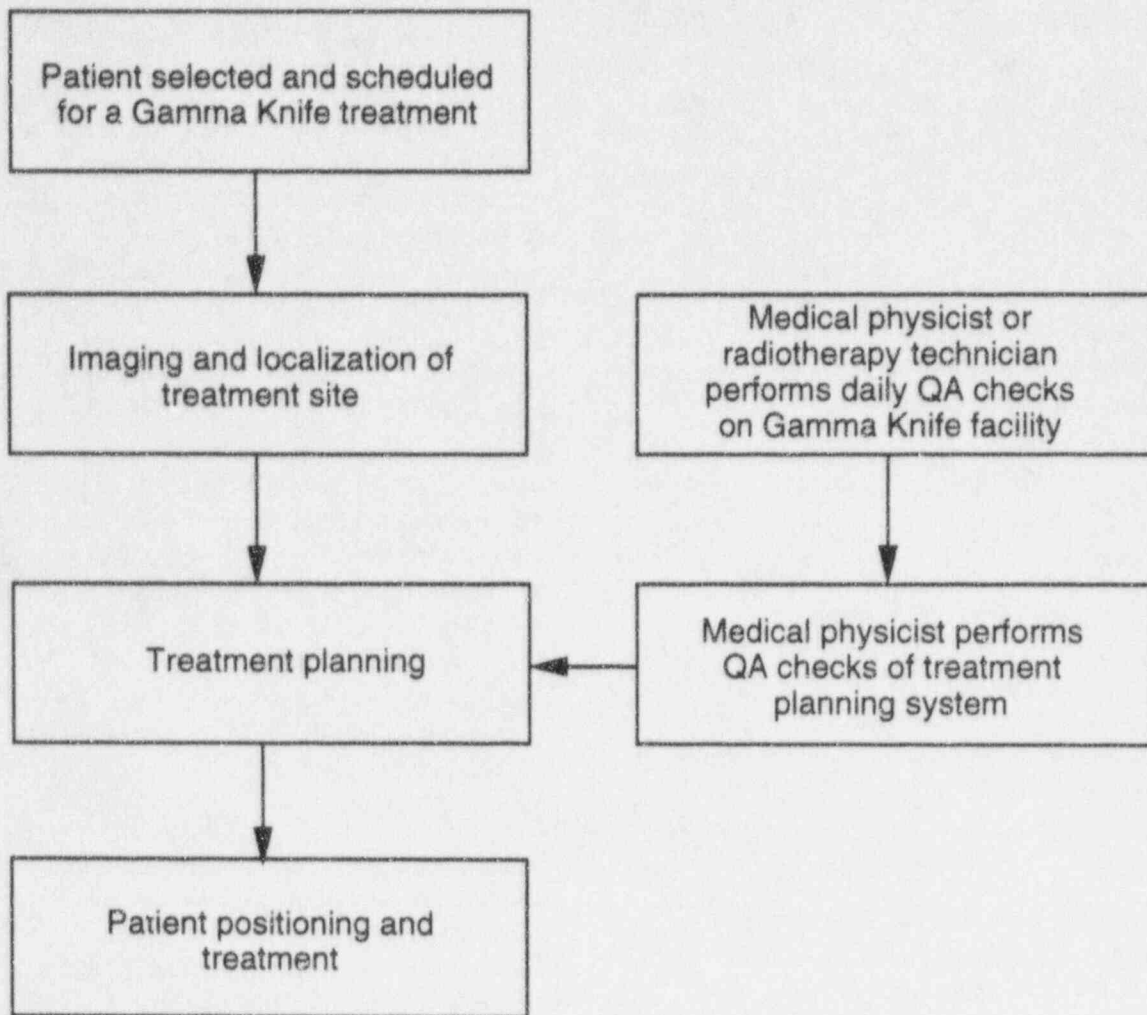 Patient selected and scheduled
for a Gamma Knife treatment
Imaging and localization of
treatment site
Medical physicist or
radiotherapy technician
performs daily QA checks
on Gamma Knife facility
Treatment planning
Medical physicist performs
QA checks of treatment
planning system
Patient positioning and
treatment